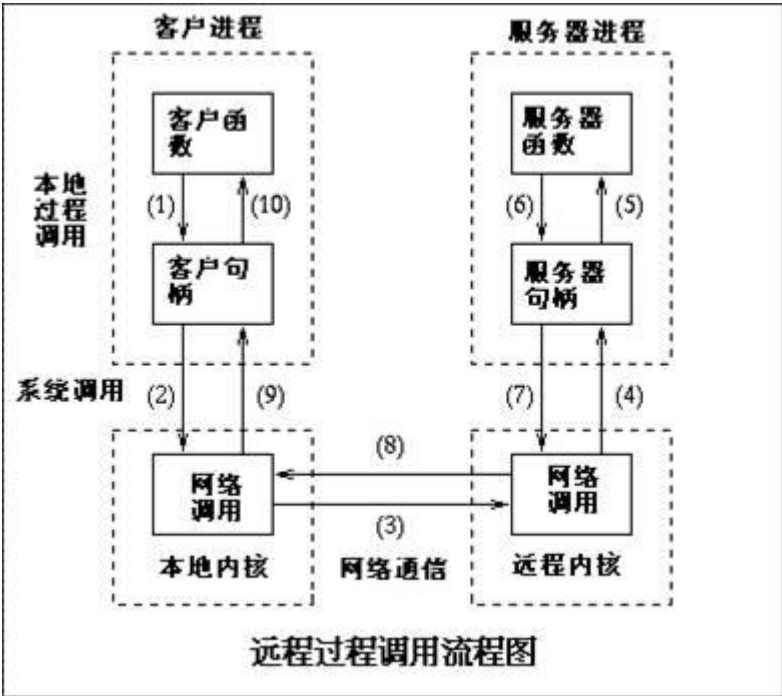 客户进程
服务器进程
客户函
数
服务器
函数
本地
过程
调用
(1)
(10)
(6)
(5)
客户句
柄
服务器
句柄
系统调用
(2)
(9)
(7)
(4)
(8)
网络
调用
网络
调用
(3)
本地内核
网络通信
远程内核
远程过程调用流程图